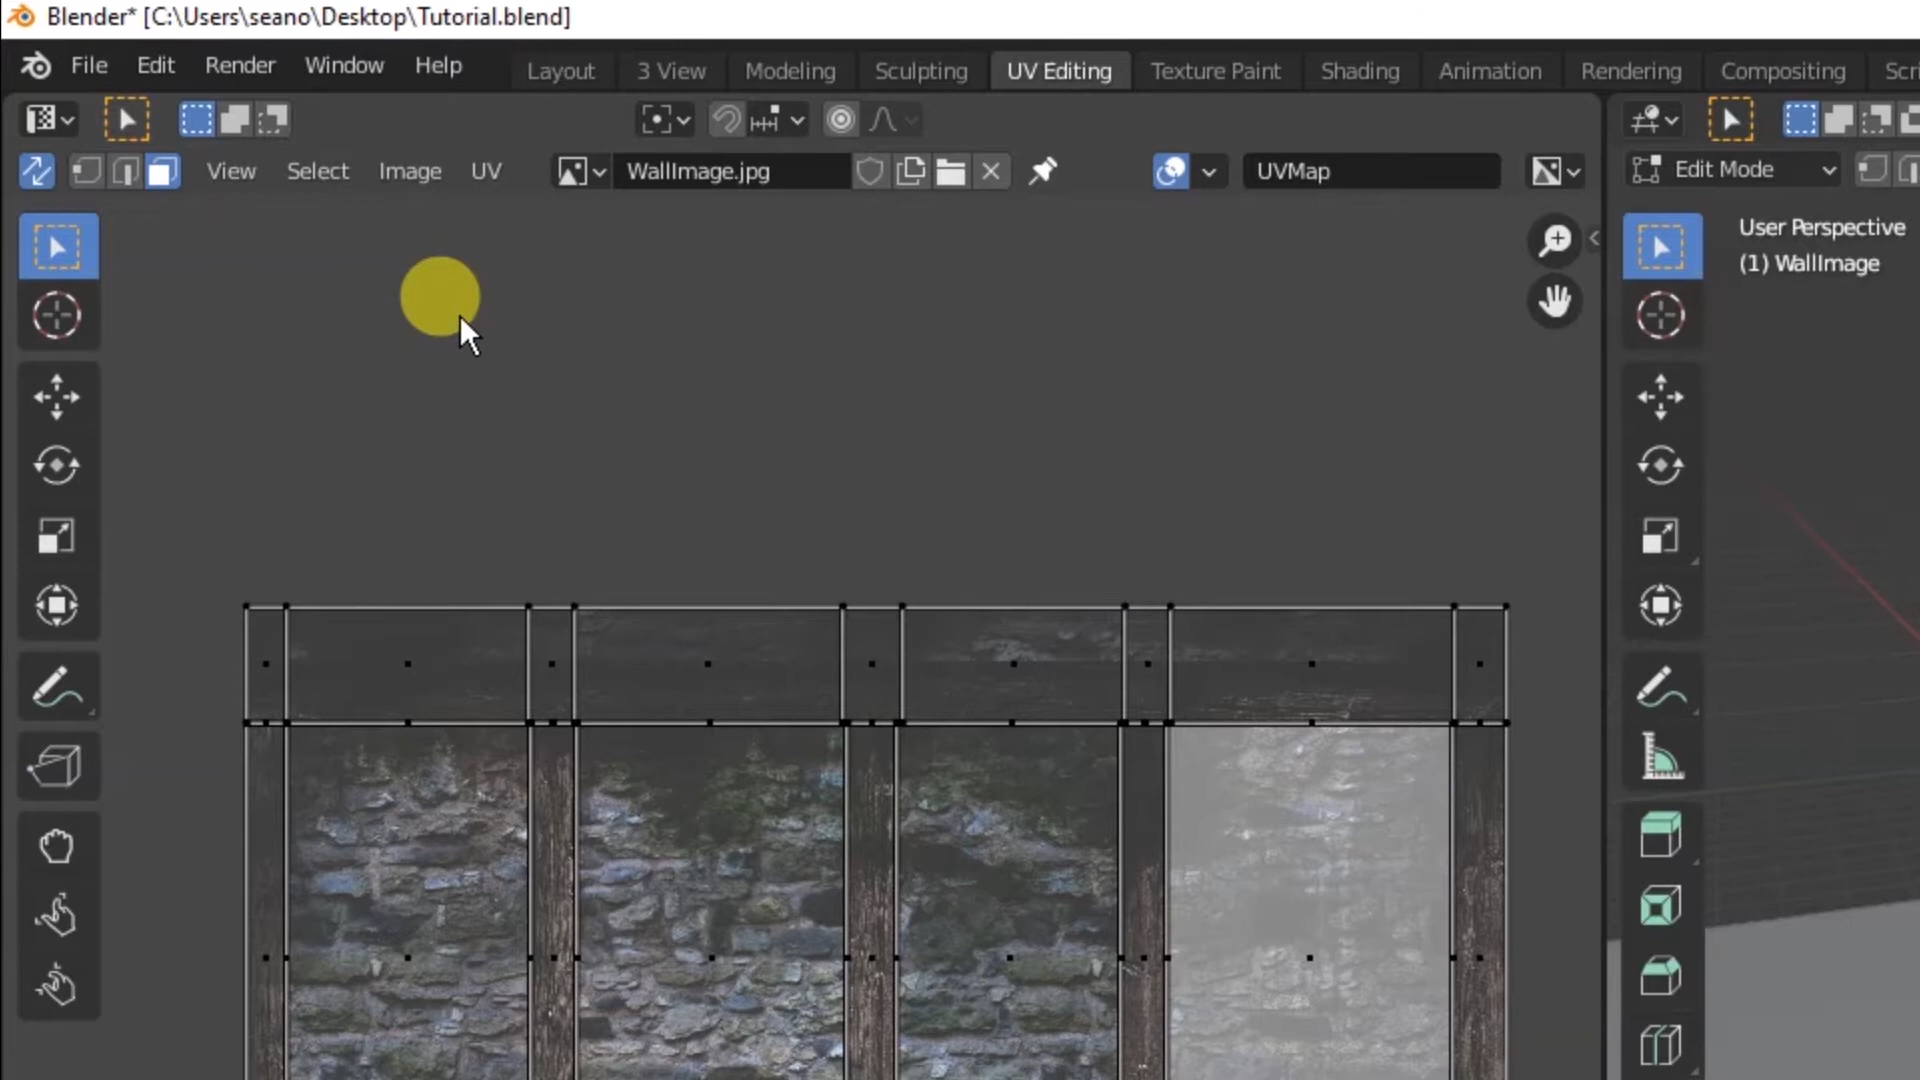 Blender* [C:\Users\seano\Desktop\Tutorial.blend]
File Edit Render Window Help Layout 3 View Modeling Sculpting UV Editing Texture Paint Shading Animation Rendering Compositing Scri
View Select Image UV WallImage.jpg UVMap Edit Mode
User Perspective
(1) WallImage